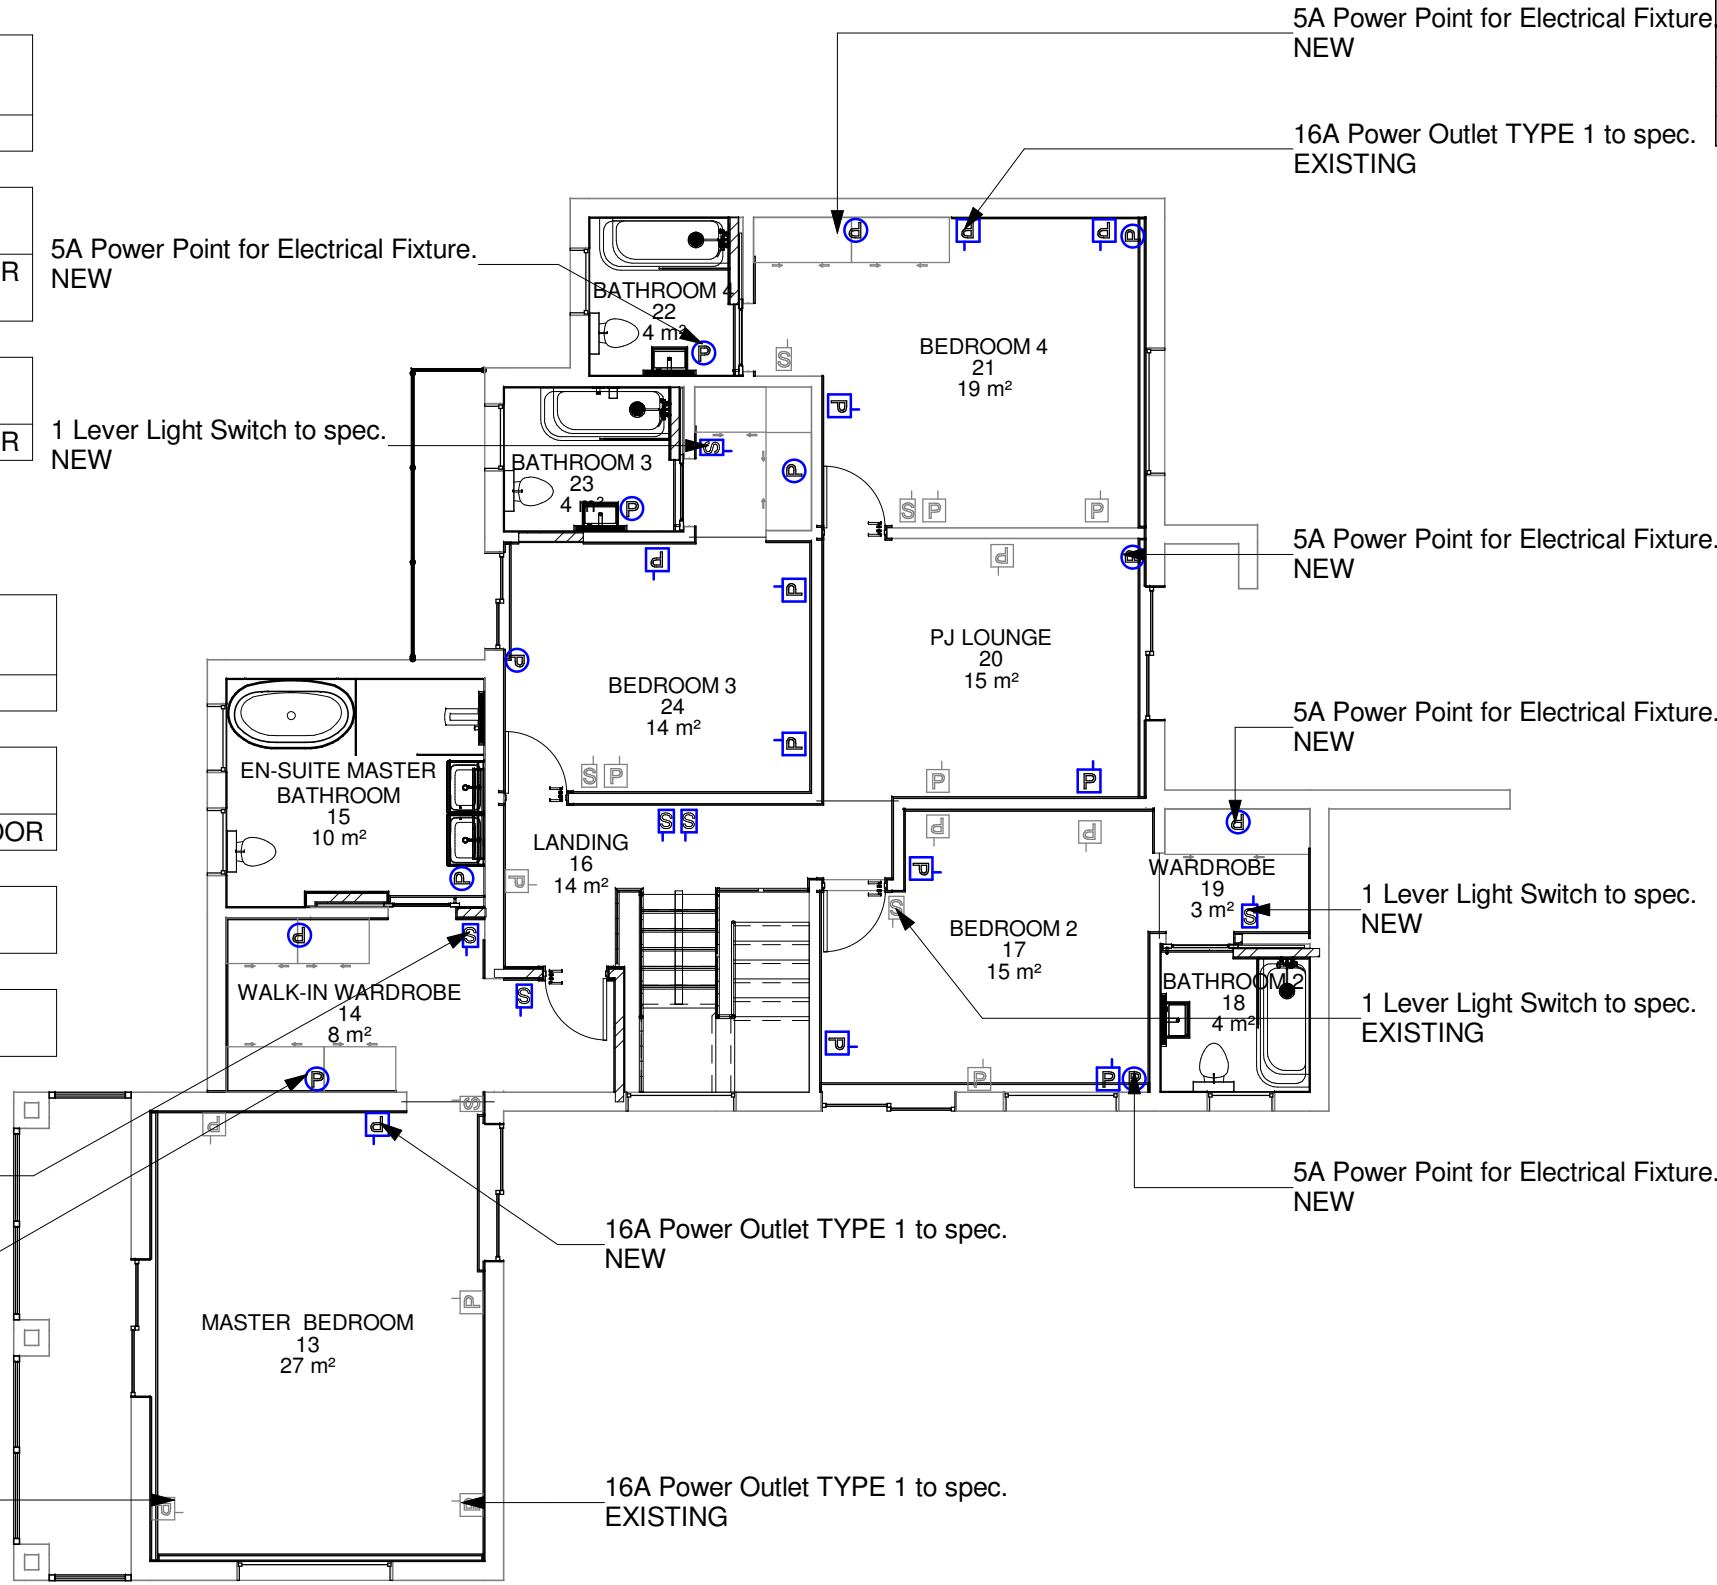 5A Power Point for Electrical Fixture.
NEW
16A Power Outlet TYPE 1 to spec.
EXISTING
5A Power Point for Electrical Fixture.
NEW
R
1 Lever Light Switch to spec.
NEW
R
BATHROOM 4
22
4 m²
BEDROOM 4
21
19 m²
BATHROOM 3
23
4 m²
5A Power Point for Electrical Fixture.
NEW
PJ LOUNGE
20
15 m²
BEDROOM 3
24
14 m²
5A Power Point for Electrical Fixture.
NEW
EN-SUITE MASTER
BATHROOM
15
10 m²
OOR
LANDING
16
14 m²
WARDROBE
19
3 m²
1 Lever Light Switch to spec.
NEW
BEDROOM 2
17
15 m²
BATHROOM 2
18
4 m²
1 Lever Light Switch to spec.
EXISTING
WALK-IN WARDROBE
14
8 m²
5A Power Point for Electrical Fixture.
NEW
16A Power Outlet TYPE 1 to spec.
NEW
MASTER BEDROOM
13
27 m²
16A Power Outlet TYPE 1 to spec.
EXISTING
P
P
P
P
P
S
P
S
P
S
P
P
P
P
P
P
P
P
P
S
P
P
P
S
S
P
P
P
P
P
P
S
S
P
S
S
P
P
P
P
P
S
P
P
P
P
P